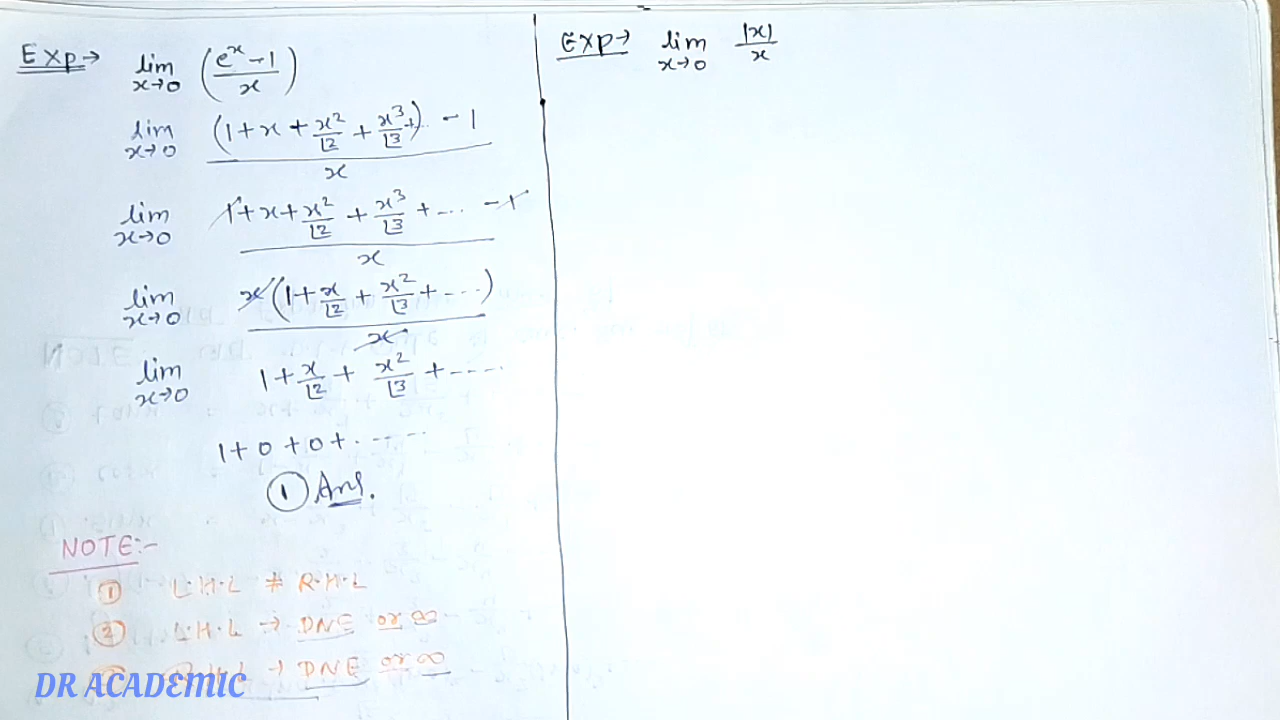 Exp→ lim x→0 (e^x - 1 / x)
lim x→0 (1 + x + x²/⌊2 + x³/⌊3 + ..) - 1 / x
lim x→0 1 + x + x²/⌊2 + x³/⌊3 + .... - 1 / x
lim x→0 x(1 + x/⌊2 + x²/⌊3 + ....) / x
lim x→0 1 + x/⌊2 + x²/⌊3 + .....
1 + 0 + 0 + ......
① Ans.
NOTE:-
① L.H.L ≠ R.H.L
② L.H.L → DNE or ∞
→ DNE or ∞
DR ACADEMIC
Exp→ lim x→0 |x|/x